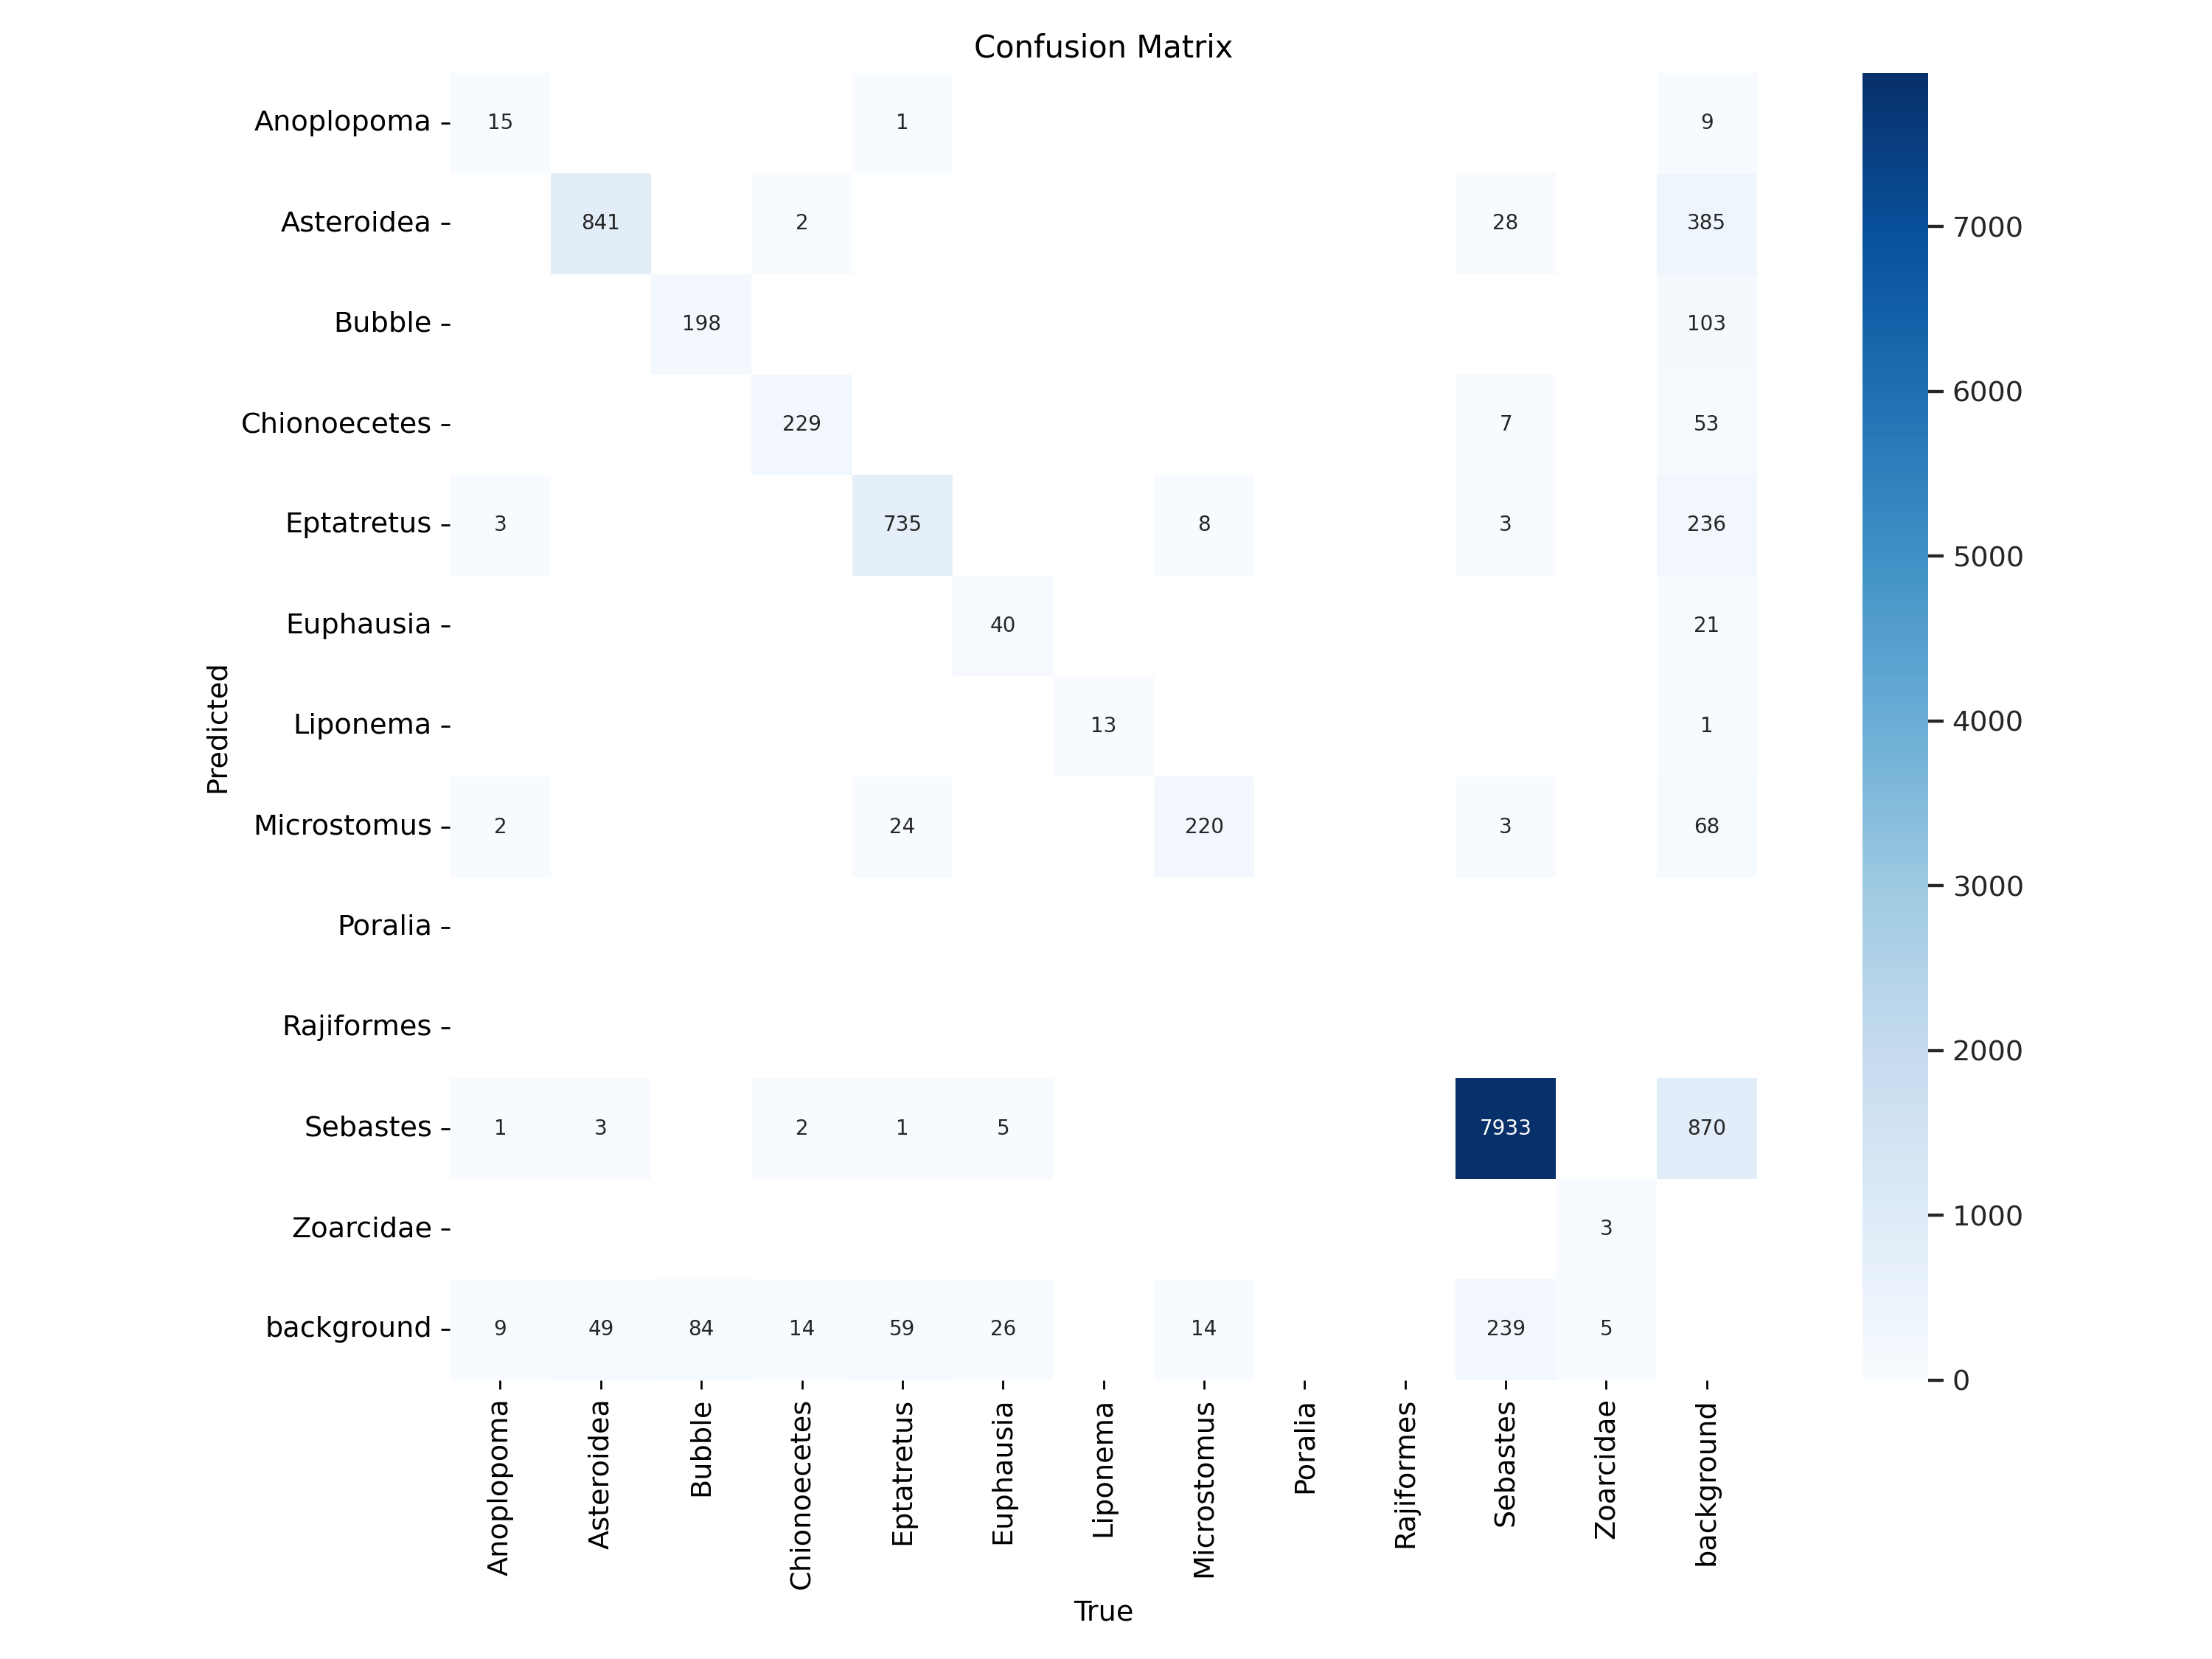 Confusion Matrix
Anoplopoma 15 1 9
Asteroidea 841 2 28 385 7000
Bubble 198 103
6000
Chionoecetes 229 7 53
Eptatretus 3 735 8 3 236
5000
Euphausia 40 21
Predicted
Liponema 13 1
4000
Microstomus 2 24 220 3 68
3000
Poralia
Rajiformes
2000
Sebastes 1 3 2 1 5 7933 870
1000
Zoarcidae 3
background 9 49 84 14 59 26 14 239 5
0
Anoplopoma Asteroidea Bubble Chionoecetes Eptatretus Euphausia Liponema Microstomus Poralia Rajiformes Sebastes Zoarcidae background
True